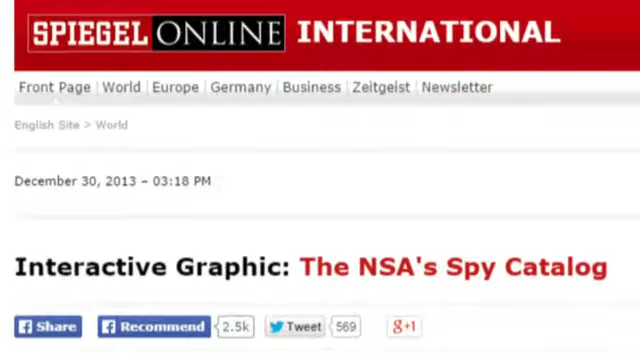 SPIEGEL ONLINE INTERNATIONAL
Front Page World Europe Germany Business Zeitgeist Newsletter
English Site > World
December 30, 2013 – 03:18 PM
Interactive Graphic: The NSA's Spy Catalog
Share Recommend 2.5k Tweet 569 g+1